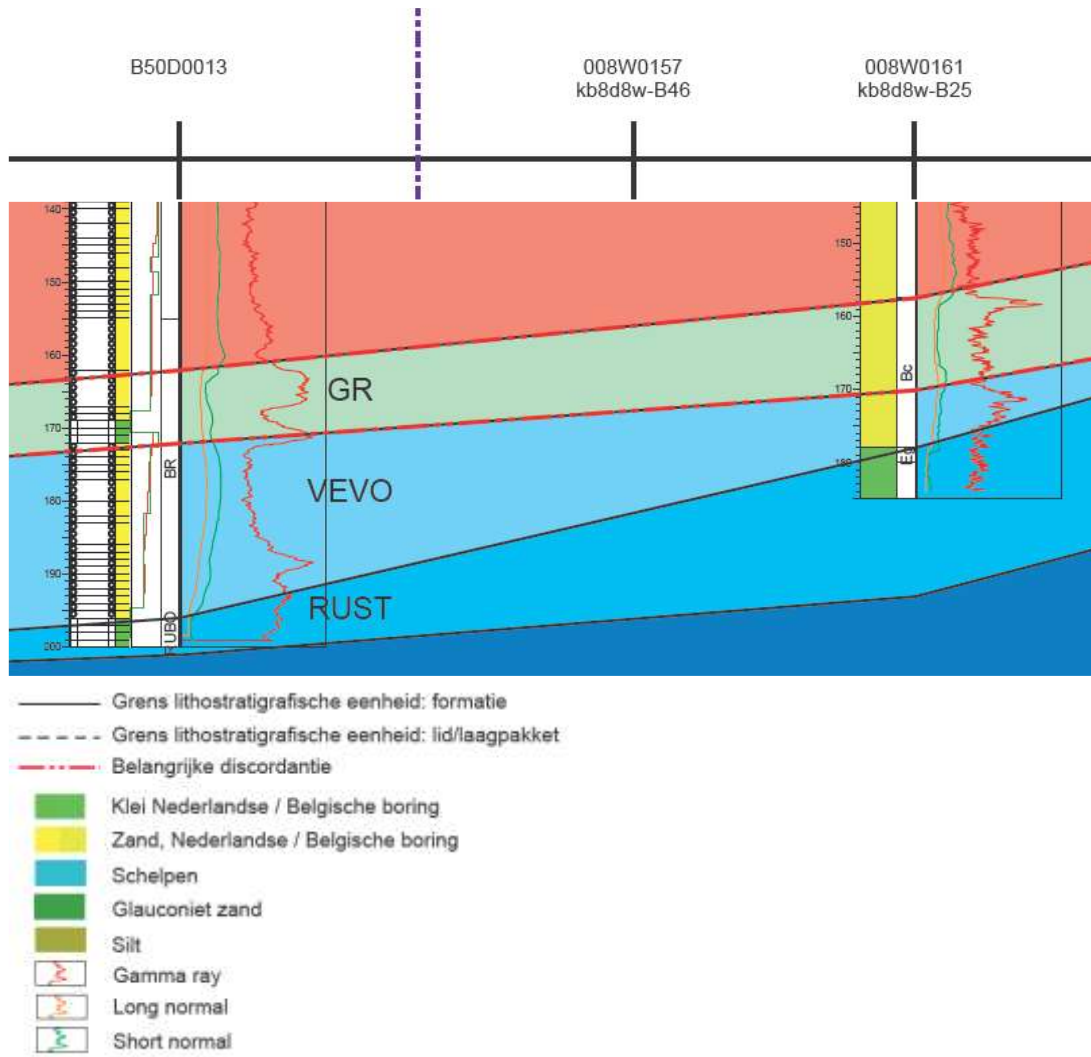 B50D0013
008W0157
kb8d8w-B46
008W0161
kb8d8w-B25
140
150
160
170
180
190
200
BR
UBO
GR
VEVO
RUST
150
160
170
180
Bc
Grens lithostratigrafische eenheid: formatie
Grens lithostratigrafische eenheid: lid/laagpakket
Belangrijke discordantie
Klei Nederlandse / Belgische boring
Zand, Nederlandse / Belgische boring
Schelpen
Glauconiet zand
Silt
Gamma ray
Long normal
Short normal